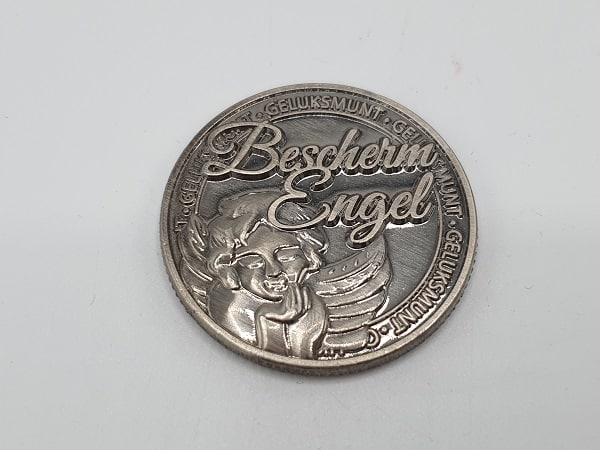 Bescherm
Engel
GELUKSMUNT · GELUKSMUNT · GELUKSMUNT ·